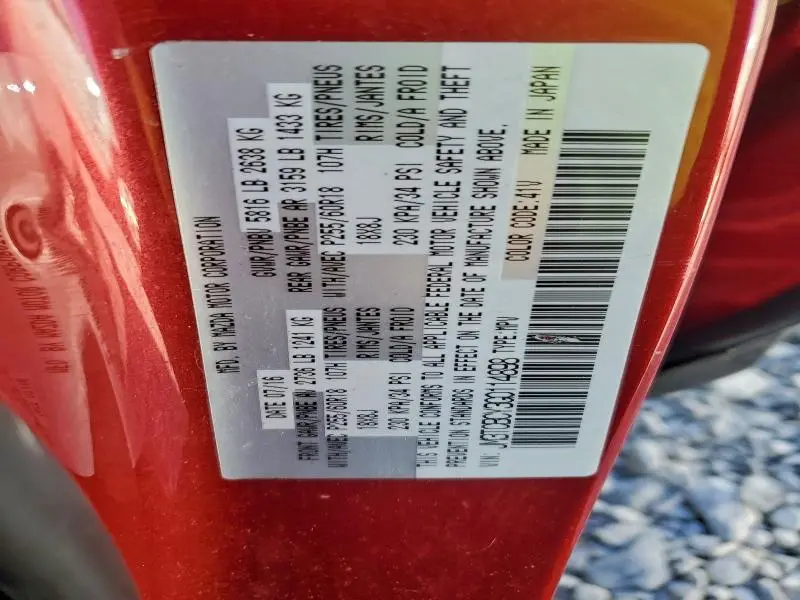 MFD. BY MAZDA MOTOR CORPORATION
DATE 07/16 GVWR/PNBV 5816 LB 2638 KG
FRONT GAWR/PNBE AV 2736 LB 1241 KG REAR GAWR/PNBE AR 3159 LB 1433 KG
WITH/AVEC P255/60R18 107H TIRES/PNEUS WITH/AVEC P255/60R18 107H TIRES/PNEUS
18X8J RIMS/JANTES 18X8J RIMS/JANTES
230 KPA/34 PSI COLD/A FROID 230 KPA/34 PSI COLD/A FROID
THIS VEHICLE CONFORMS TO ALL APPLICABLE FEDERAL MOTOR VEHICLE SAFETY AND THEFT
PREVENTION STANDARDS IN EFFECT ON THE DATE OF MANUFACTURE SHOWN ABOVE.
VIN: JM3TCBCY3G0114898 TYPE:MPV COLOR CODE:41V MADE IN JAPAN